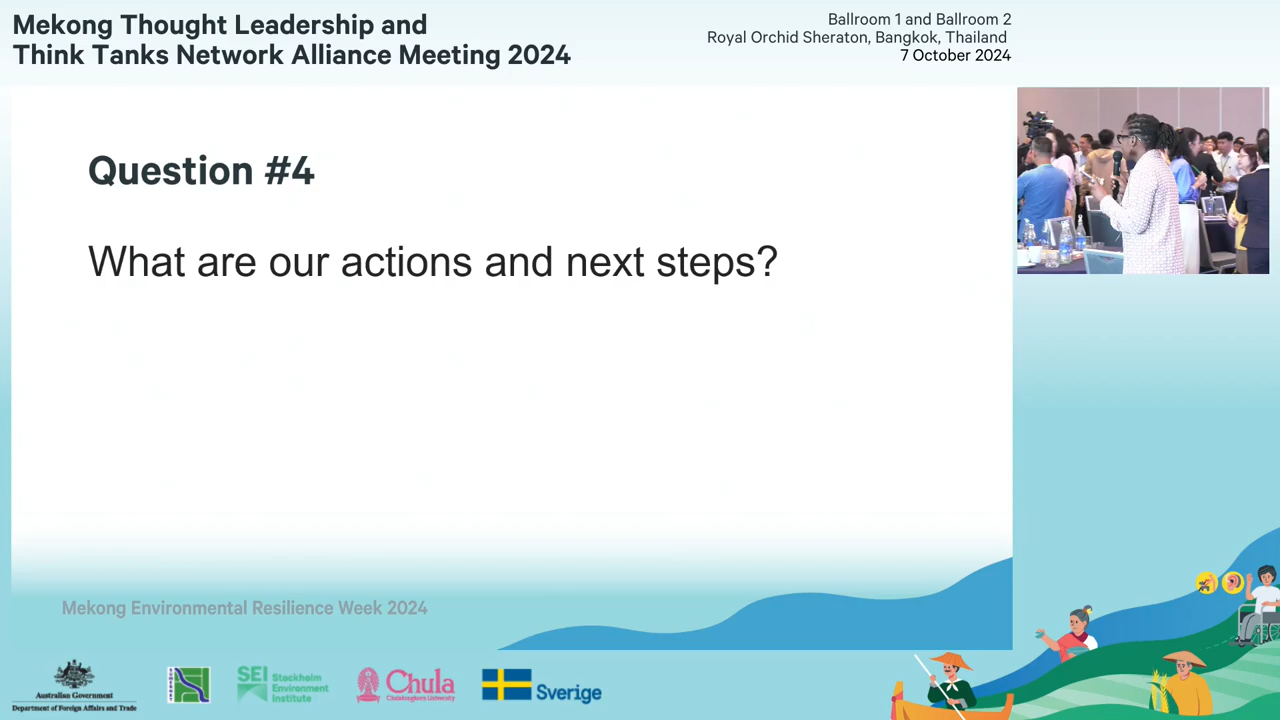 Mekong Thought Leadership and
Think Tanks Network Alliance Meeting 2024
Ballroom 1 and Ballroom 2
Royal Orchid Sheraton, Bangkok, Thailand
7 October 2024
Question #4
What are our actions and next steps?
Mekong Environmental Resilience Week 2024
Australian Government
Department of Foreign Affairs and Trade
SEI Stockholm
Environment
Institute
Chula
Chulalongkorn University
Sverige